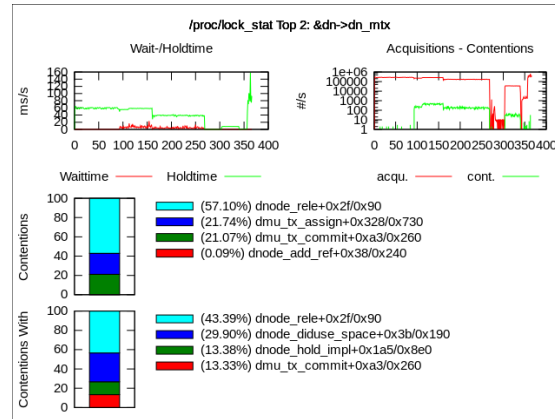 /proc/lock_stat Top 2: &dn->dn_mtx
Wait-/Holdtime
Acquisitions - Contentions
ms/s
160
140
120
100
80
60
40
20
0
0 50 100 150 200 250 300 350 400
#/s
1e+06
100000
10000
1000
100
10
1
0 50 100 150 200 250 300 350 400
Waittime
Holdtime
acqu.
cont.
Contentions
100
80
60
40
20
0
(57.10%) dnode_rele+0x2f/0x90
(21.74%) dmu_tx_assign+0x328/0x730
(21.07%) dmu_tx_commit+0xa3/0x260
(0.09%) dnode_add_ref+0x38/0x240
Contentions With
100
80
60
40
20
0
(43.39%) dnode_rele+0x2f/0x90
(29.90%) dnode_diduse_space+0x3b/0x190
(13.38%) dnode_hold_impl+0x1a5/0x8e0
(13.33%) dmu_tx_commit+0xa3/0x260